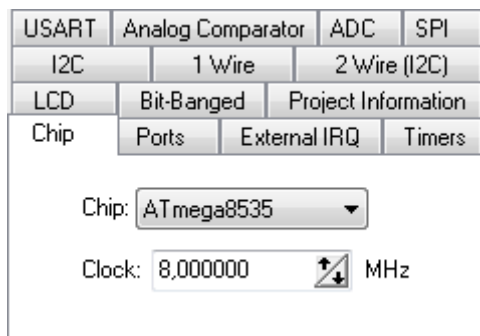 USART Analog Comparator ADC SPI
I2C 1 Wire 2 Wire (I2C)
LCD Bit-Banged Project Information
Chip Ports External IRQ Timers
Chip: ATmega8535
Clock: 8,000000 MHz